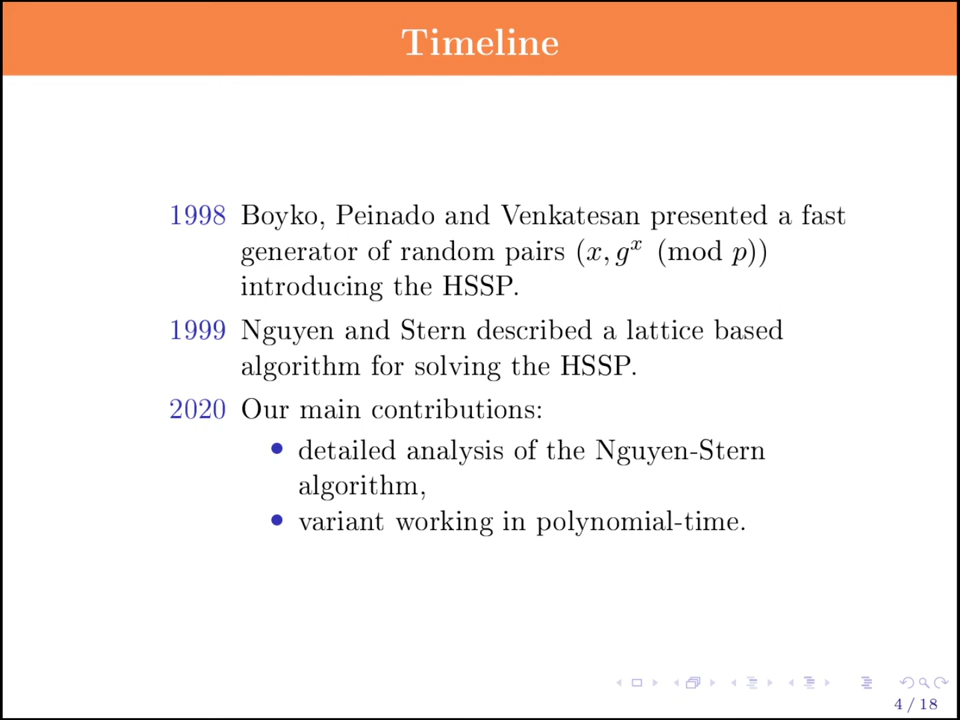 Timeline
1998 Boyko, Peinado and Venkatesan presented a fast
generator of random pairs (x, gˣ (mod p))
introducing the HSSP.
1999 Nguyen and Stern described a lattice based
algorithm for solving the HSSP.
2020 Our main contributions:
• detailed analysis of the Nguyen-Stern
algorithm,
• variant working in polynomial-time.
4 / 18